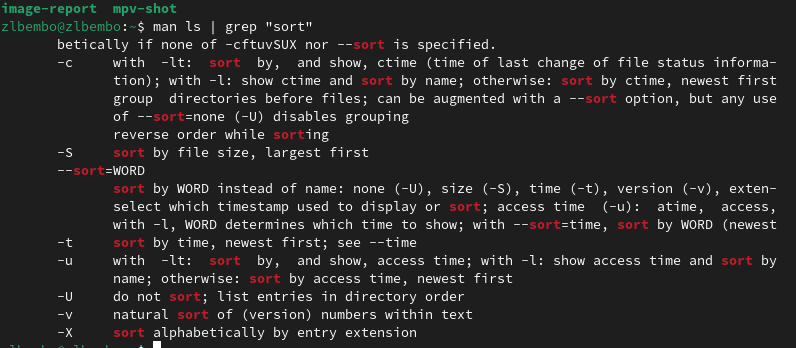 image-report  mpv-shot
zlbembo@zlbembo:~$ man ls | grep "sort"
betically if none of -cftuvSUX nor --sort is specified.
-c     with  -lt:  sort  by,  and show, ctime (time of last change of file status informa-
tion); with -l: show ctime and sort by name; otherwise: sort by ctime, newest first
group  directories before files; can be augmented with a --sort option, but any use
of --sort=none (-U) disables grouping
reverse order while sorting
-S     sort by file size, largest first
--sort=WORD
sort by WORD instead of name: none (-U), size (-S), time (-t), version (-v), exten-
select which timestamp used to display or sort; access time  (-u):  atime,  access,
with -l, WORD determines which time to show; with --sort=time, sort by WORD (newest
-t     sort by time, newest first; see --time
-u     with  -lt:  sort  by,  and show, access time; with -l: show access time and sort by
name; otherwise: sort by access time, newest first
-U     do not sort; list entries in directory order
-v     natural sort of (version) numbers within text
-X     sort alphabetically by entry extension
zlbembo@zlbembo:~$